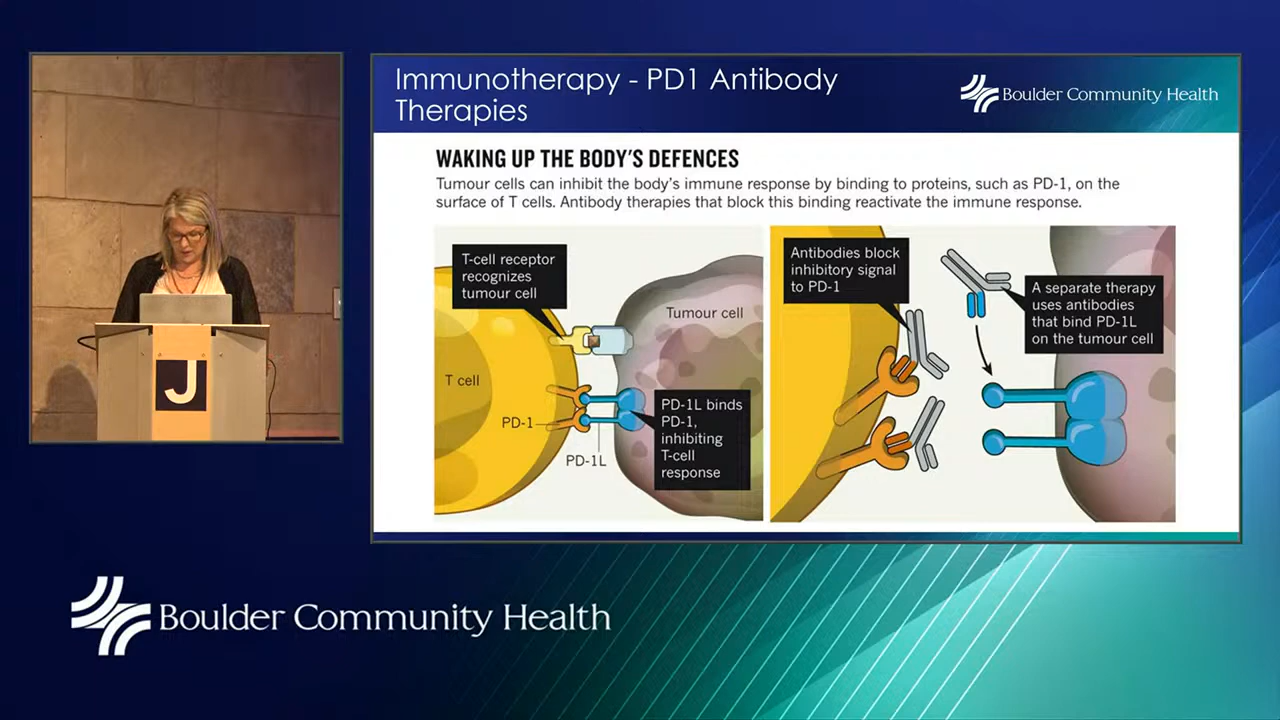 Immunotherapy - PD1 Antibody
Therapies
Boulder Community Health
WAKING UP THE BODY'S DEFENCES
Tumour cells can inhibit the body's immune response by binding to proteins, such as PD-1, on the
surface of T cells. Antibody therapies that block this binding reactivate the immune response.
T-cell receptor
recognizes
tumour cell
Tumour cell
T cell
PD-1
PD-1L
PD-1L binds
PD-1,
inhibiting
T-cell
response
Antibodies block
inhibitory signal
to PD-1
A separate therapy
uses antibodies
that bind PD-1L
on the tumour cell
J
Boulder Community Health